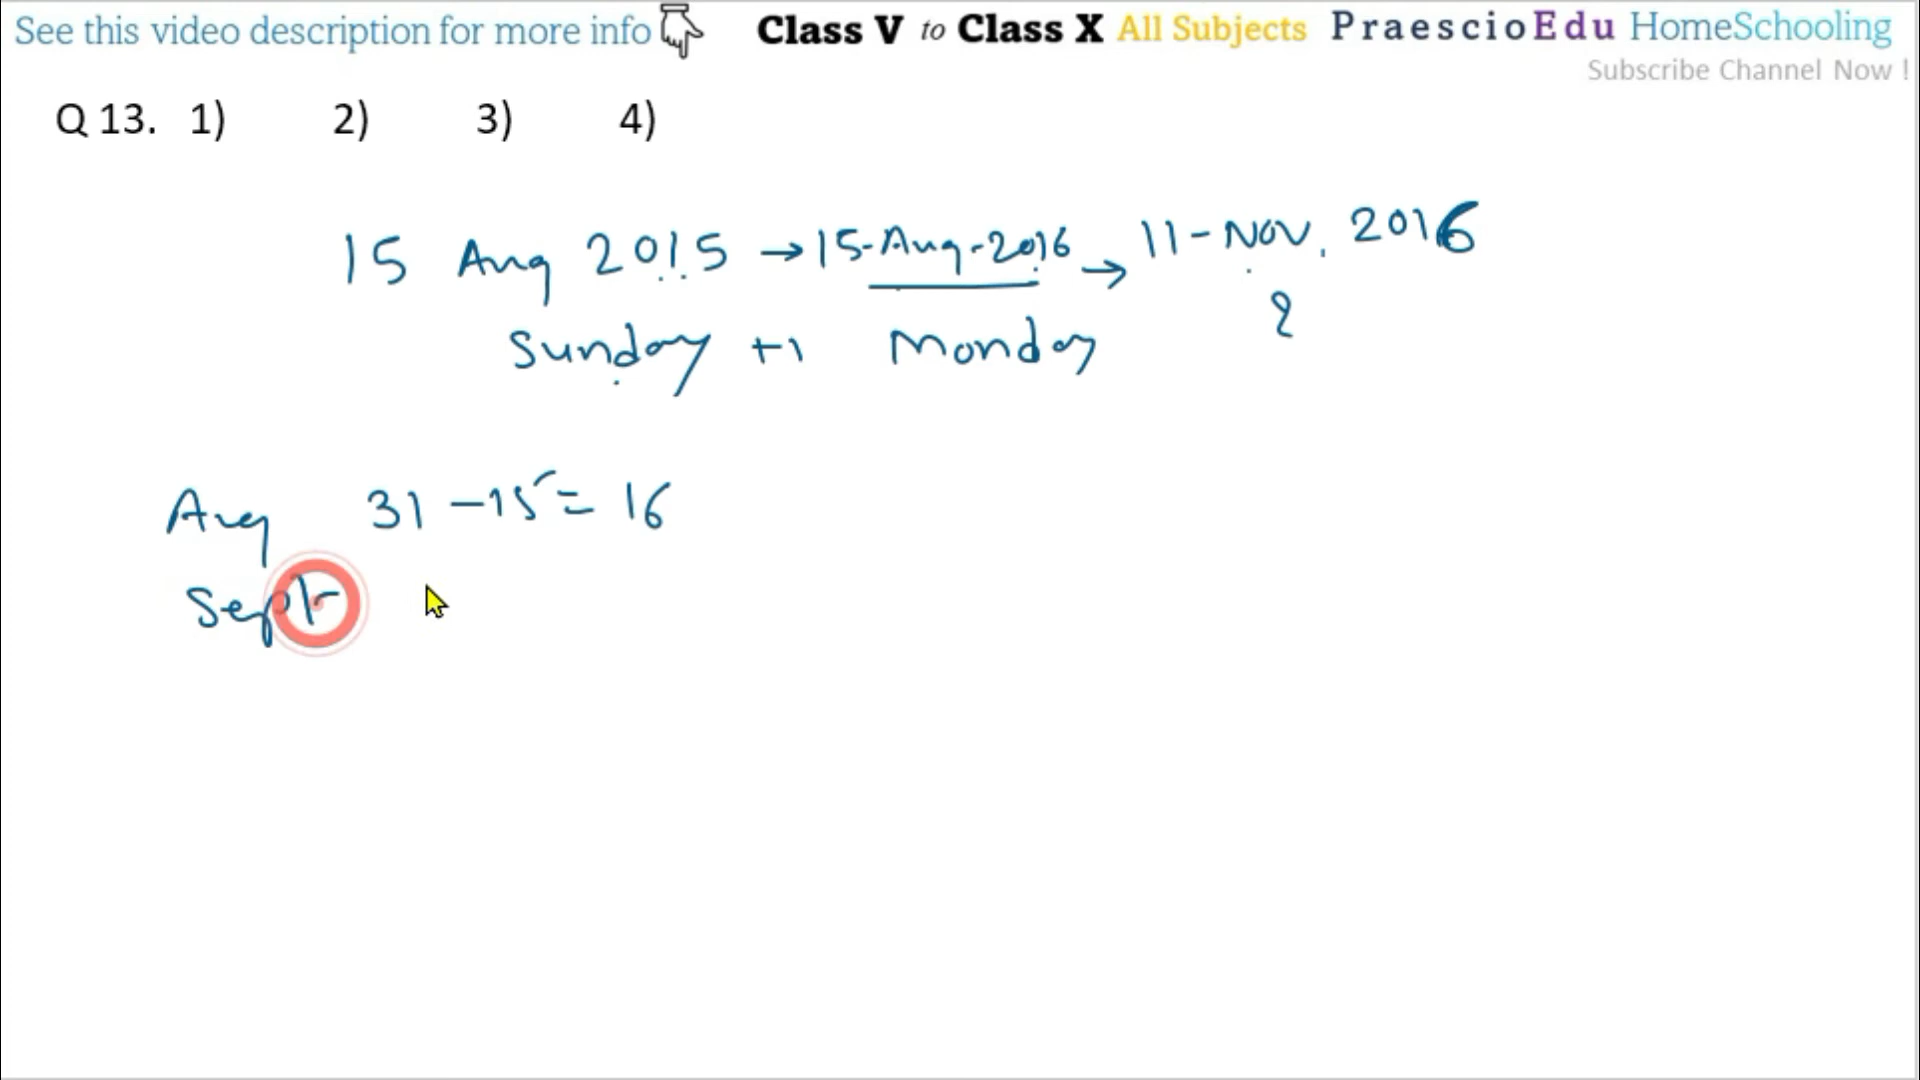 See this video description for more info Class V to Class X All Subjects PraescioEdu HomeSchooling
Subscribe Channel Now !
Q 13. 1) 2) 3) 4)
15 Aug 2015 → 15-Aug-2016 → 11-Nov, 2016
Sunday +1 Monday ?
Aug 31 -15 = 16
Sept